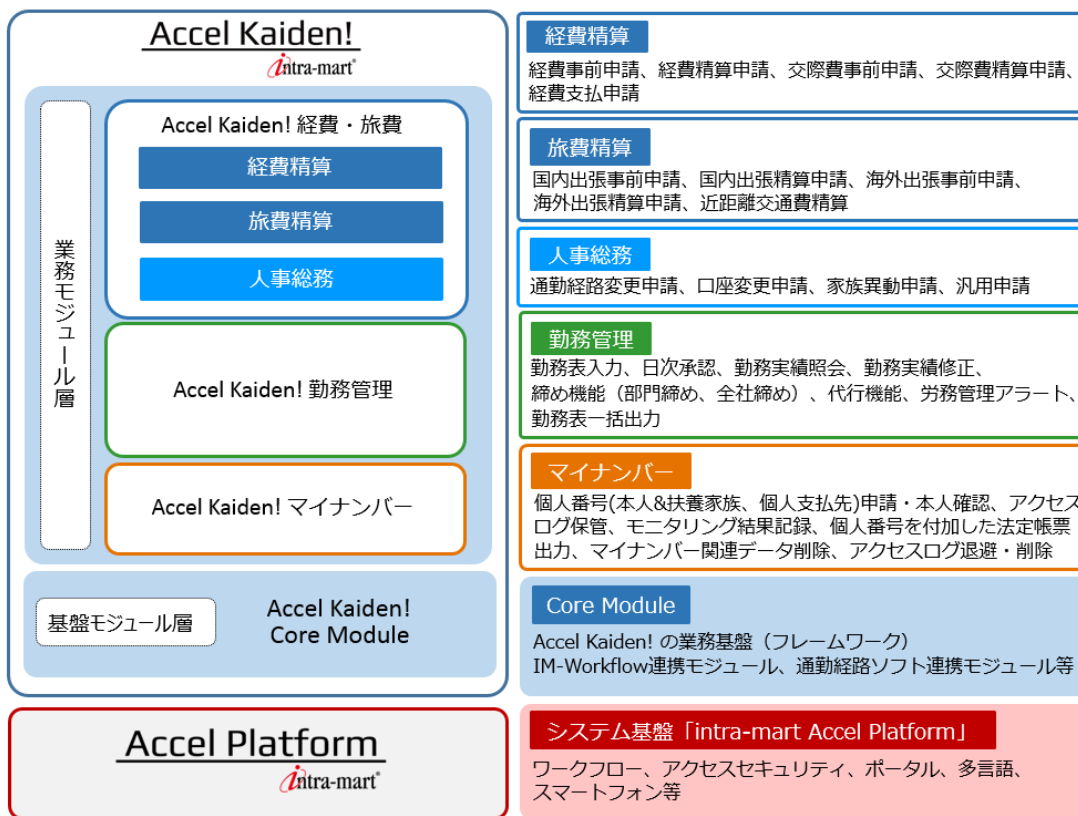 Accel Kaiden!
intra-mart
業務モジュール層
Accel Kaiden! 経費・旅費
経費精算
旅費精算
人事総務
Accel Kaiden! 勤務管理
Accel Kaiden! マイナンバー
基盤モジュール層
Accel Kaiden!
Core Module
Accel Platform
intra-mart
経費精算
経費事前申請、経費精算申請、交際費事前申請、交際費精算申請、
経費支払申請
旅費精算
国内出張事前申請、国内出張精算申請、海外出張事前申請、
海外出張精算申請、近距離交通費精算
人事総務
通勤経路変更申請、口座変更申請、家族異動申請、汎用申請
勤務管理
勤務表入力、日次承認、勤務実績照会、勤務実績修正、
締め機能（部門締め、全社締め）、代行機能、労務管理アラート、
勤務表一括出力
マイナンバー
個人番号(本人&扶養家族、個人支払先)申請・本人確認、アクセス
ログ保管、モニタリング結果記録、個人番号を付加した法定帳票
出力、マイナンバー関連データ削除、アクセスログ退避・削除
Core Module
Accel Kaiden! の業務基盤（フレームワーク）
IM-Workflow連携モジュール、通勤経路ソフト連携モジュール等
システム基盤「intra-mart Accel Platform」
ワークフロー、アクセスセキュリティ、ポータル、多言語、
スマートフォン等